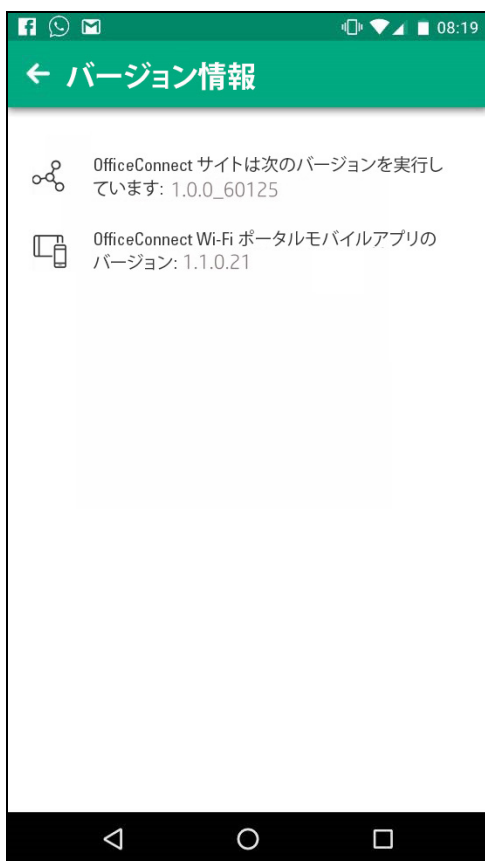 08:19
バージョン情報
OfficeConnect サイトは次のバージョンを実行し
ています: 1.0.0_60125
OfficeConnect Wi-Fi ポータルモバイルアプリの
バージョン: 1.1.0.21